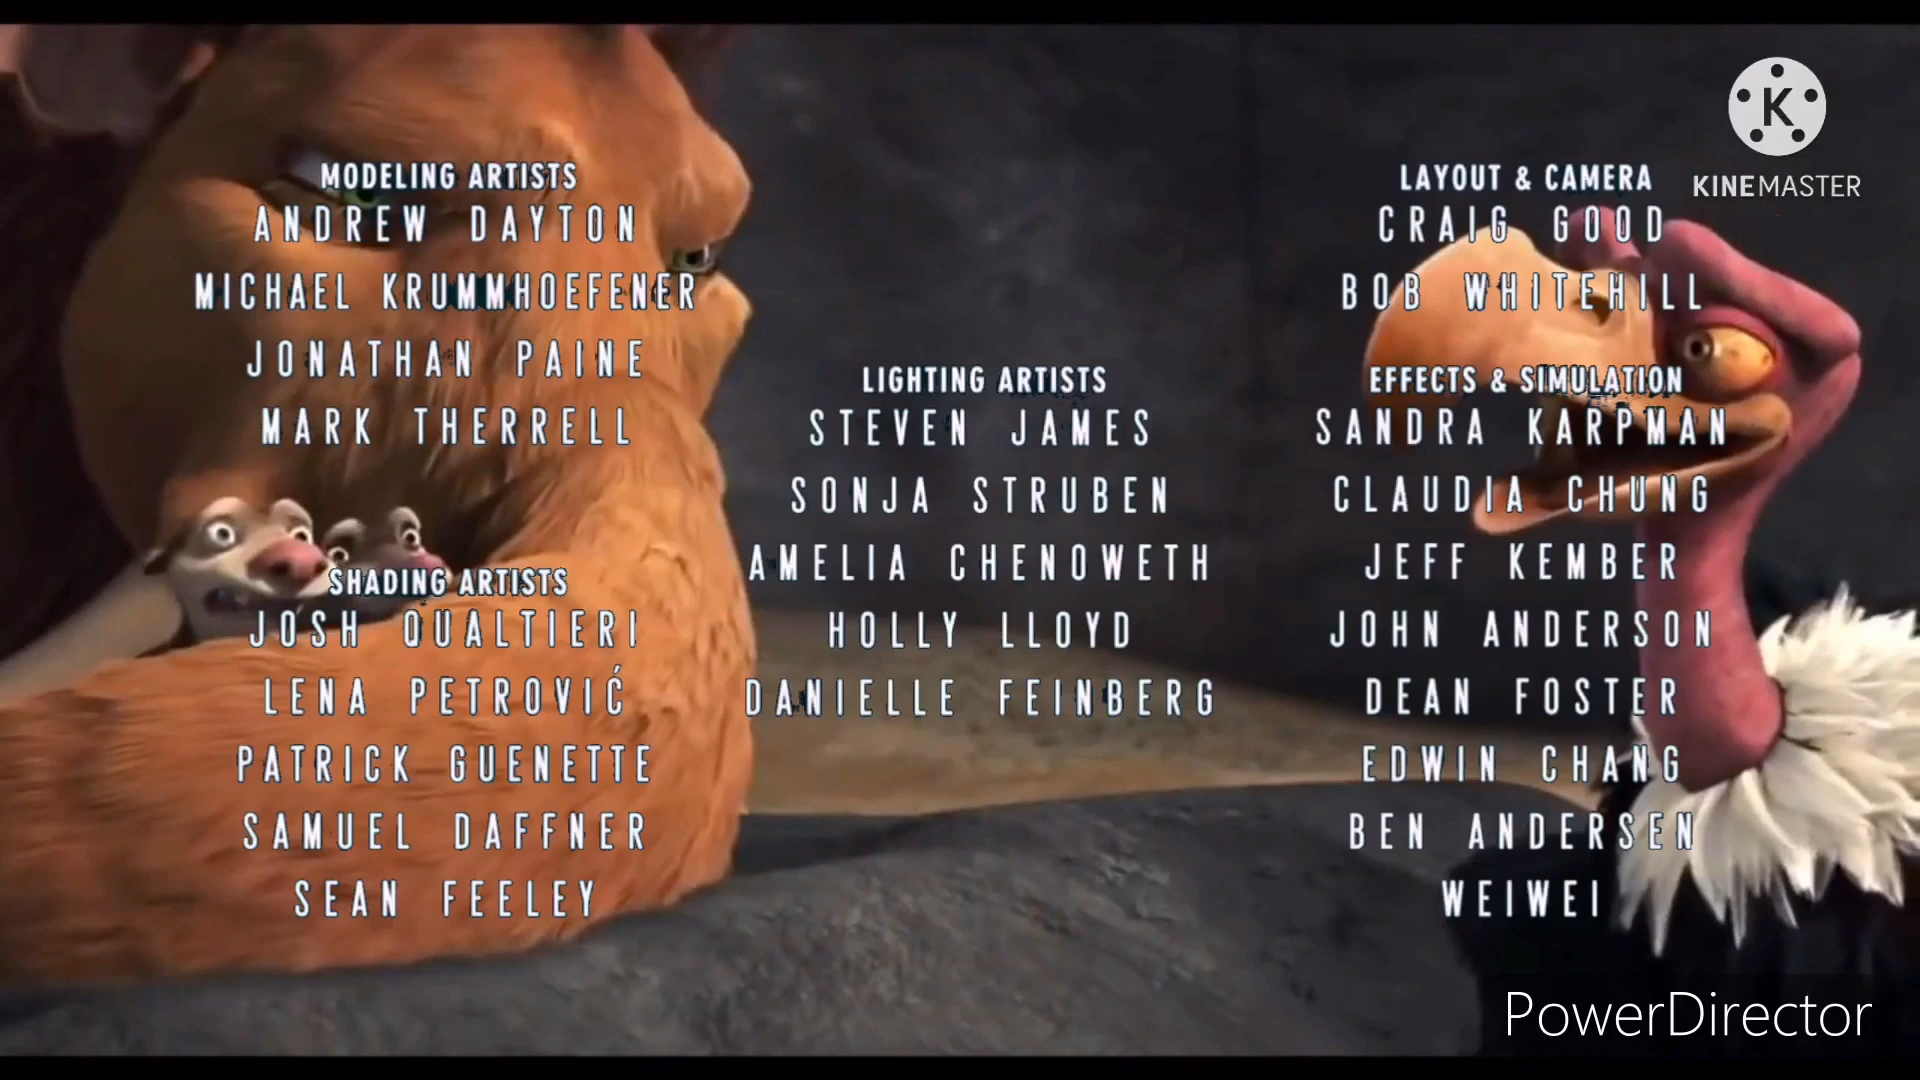 MODELING ARTISTS
ANDREW DAYTON
MICHAEL KRUMMHOEFENER
JONATHAN PAINE
MARK THERRELL
SHADING ARTISTS
JOSH QUALTIERI
LENA PETROVIĆ
PATRICK GUENETTE
SAMUEL DAFFNER
SEAN FEELEY
LIGHTING ARTISTS
STEVEN JAMES
SONJA STRUBEN
AMELIA CHENOWETH
HOLLY LLOYD
DANIELLE FEINBERG
LAYOUT & CAMERA
CRAIG GOOD
BOB WHITEHILL
EFFECTS & SIMULATION
SANDRA KARPMAN
CLAUDIA CHUNG
JEFF KEMBER
JOHN ANDERSON
DEAN FOSTER
EDWIN CHANG
BEN ANDERSEN
WEIWEI
K
KINEMASTER
PowerDirector